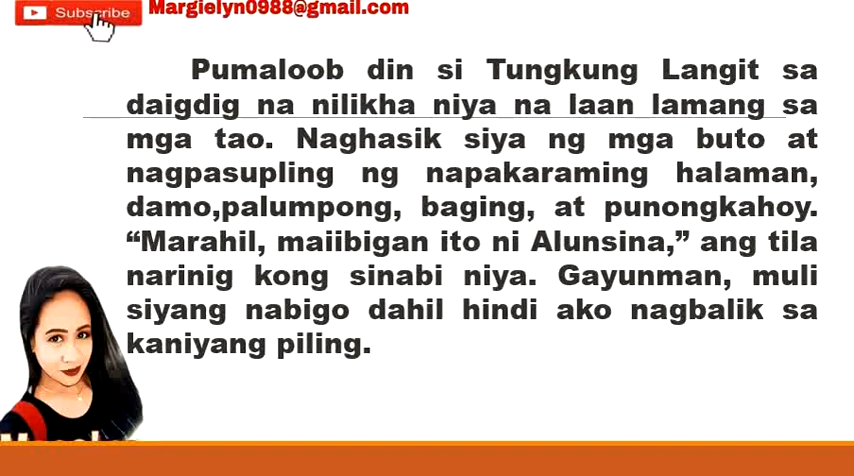 Subscribe
Margielyn0988@gmail.com
Pumaloob din si Tungkung Langit sa
daigdig na nilikha niya na laan lamang sa
mga tao. Naghasik siya ng mga buto at
nagpasupling ng napakaraming halaman,
damo,palumpong, baging, at punongkahoy.
“Marahil, maiibigan ito ni Alunsina,” ang tila
narinig kong sinabi niya. Gayunman, muli
siyang nabigo dahil hindi ako nagbalik sa
kaniyang piling.